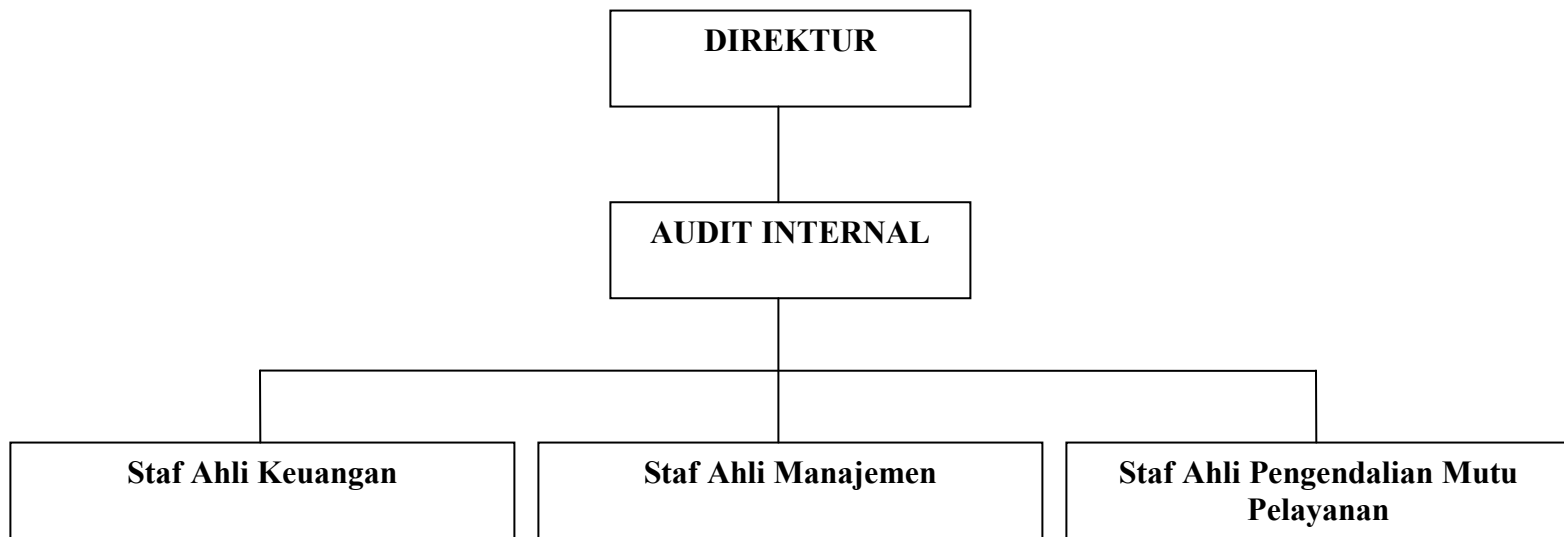 DIREKTUR
AUDIT INTERNAL
Staf Ahli Keuangan
Staf Ahli Manajemen
Staf Ahli Pengendalian Mutu
Pelayanan